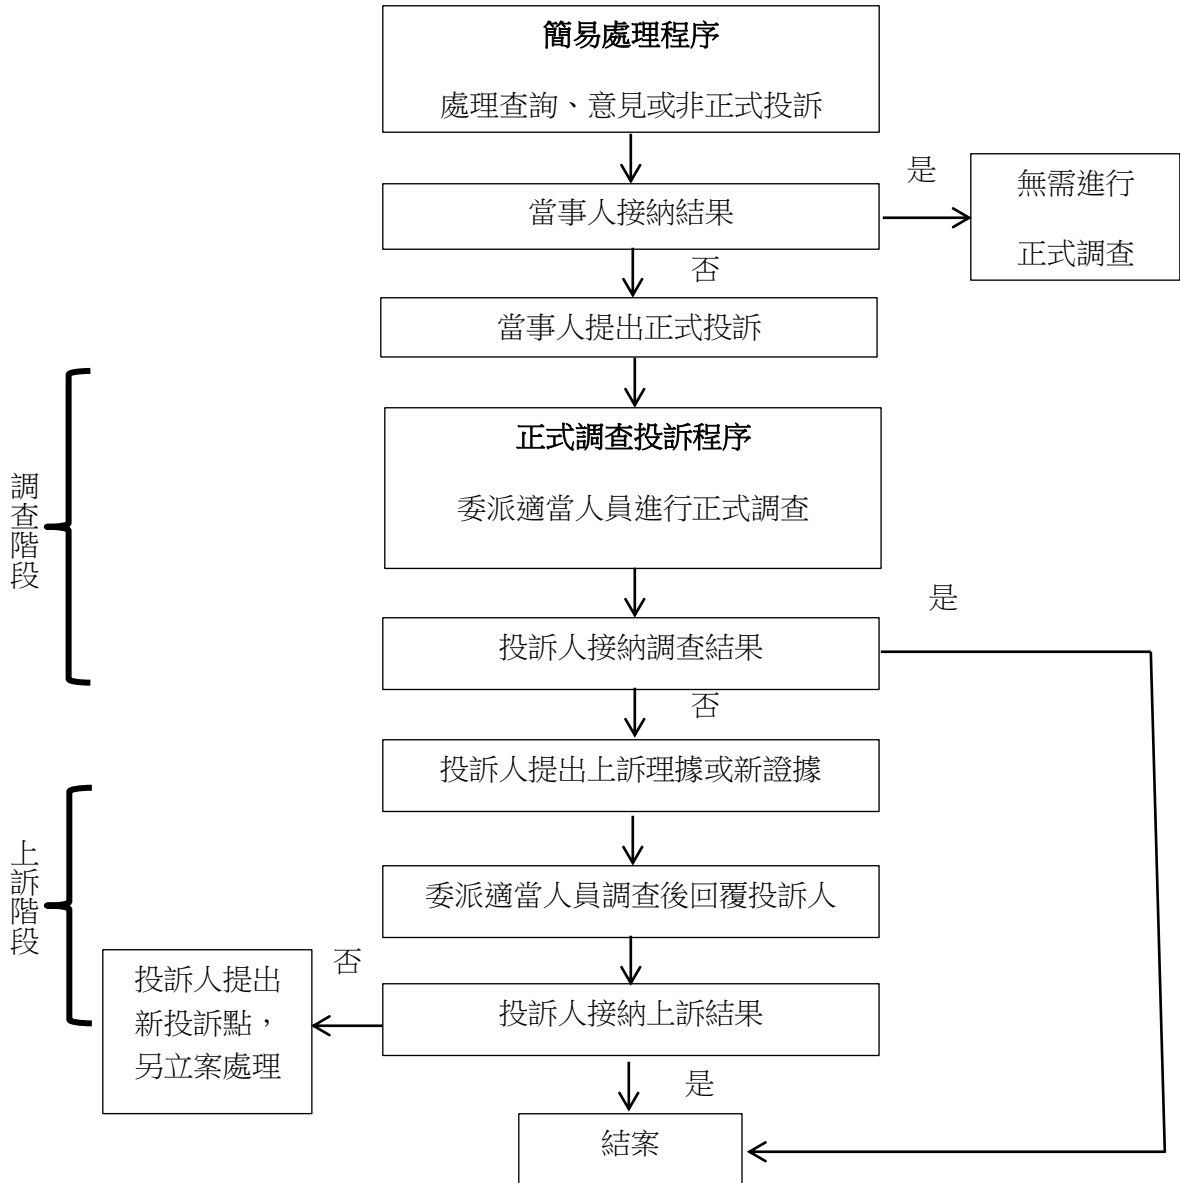 簡易處理程序
處理查詢、意見或非正式投訴
當事人接納結果
是
無需進行
正式調查
否
當事人提出正式投訴
調查階段
正式調查投訴程序
委派適當人員進行正式調查
投訴人接納調查結果
是
否
投訴人提出上訴理據或新證據
上訴階段
委派適當人員調查後回覆投訴人
投訴人接納上訴結果
否
投訴人提出
新投訴點，
另立案處理
是
結案